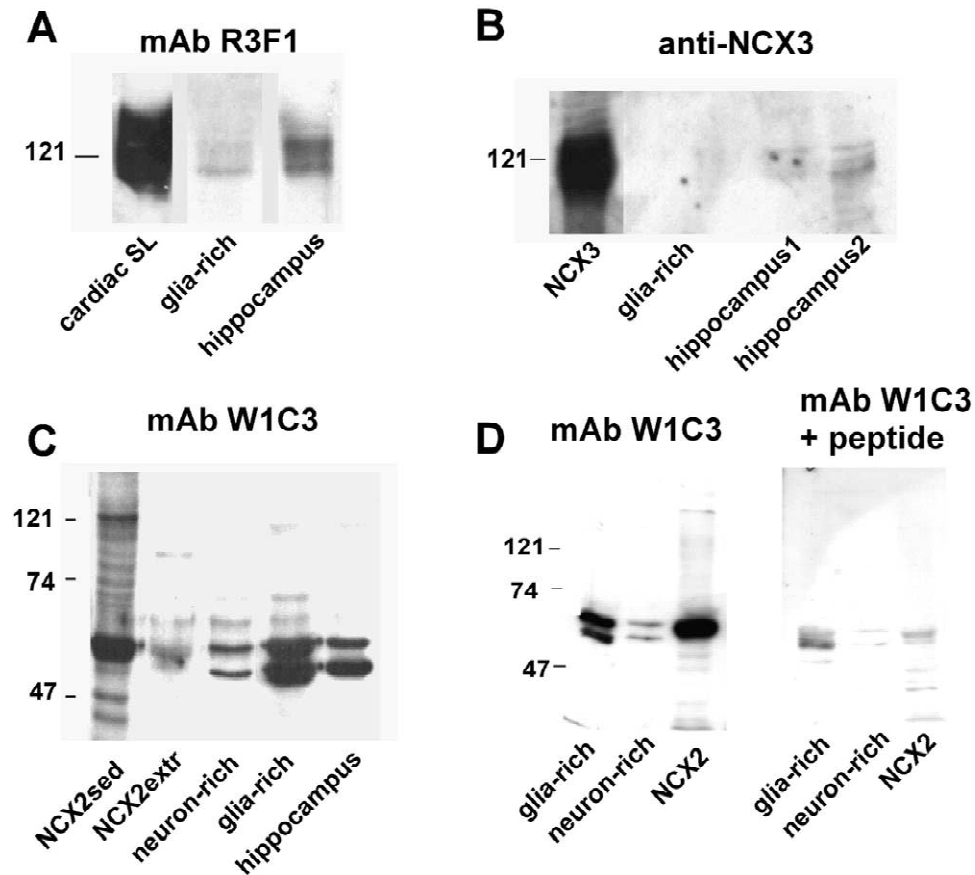 A
mAb R3F1
121
cardiac SL
glia-rich
hippocampus
B
anti-NCX3
121
NCX3
glia-rich
hippocampus1
hippocampus2
C
mAb W1C3
121
74
47
NCX2sed
NCX2extr
neuron-rich
glia-rich
hippocampus
D
mAb W1C3
121
74
47
glia-rich
neuron-rich
NCX2
mAb W1C3
+ peptide
glia-rich
neuron-rich
NCX2